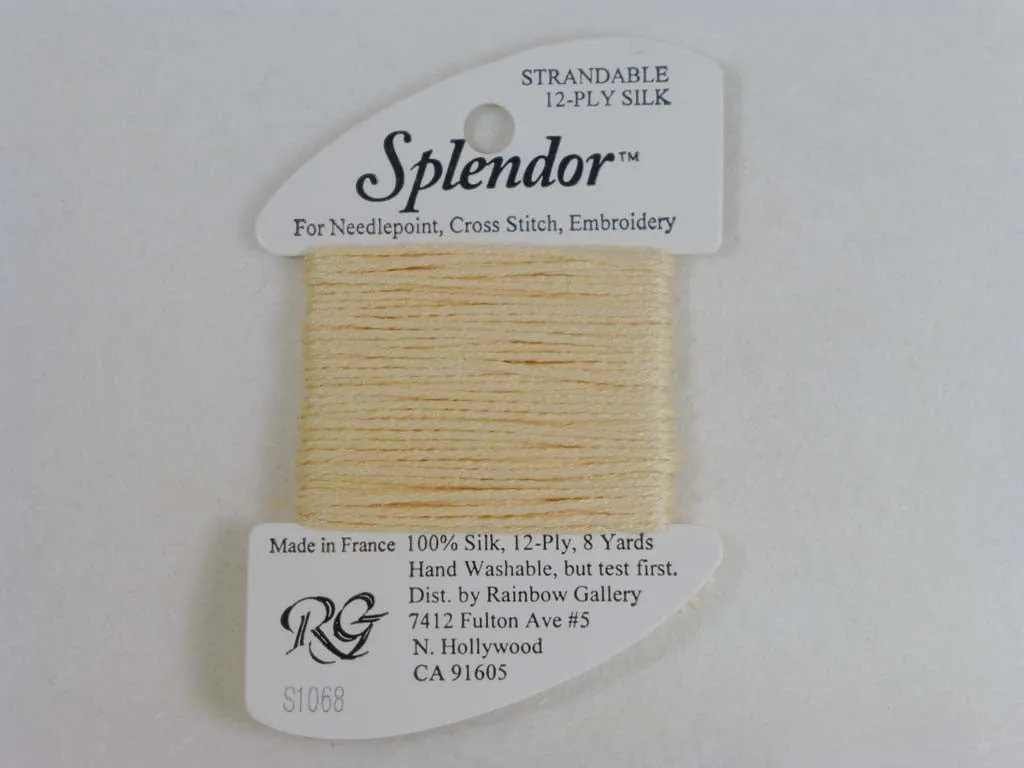 STRANDABLE
12-PLY SILK
Splendor™
For Needlepoint, Cross Stitch, Embroidery
Made in France 100% Silk, 12-Ply, 8 Yards
Hand Washable, but test first.
Dist. by Rainbow Gallery
7412 Fulton Ave #5
N. Hollywood
CA 91605
RG
S1068